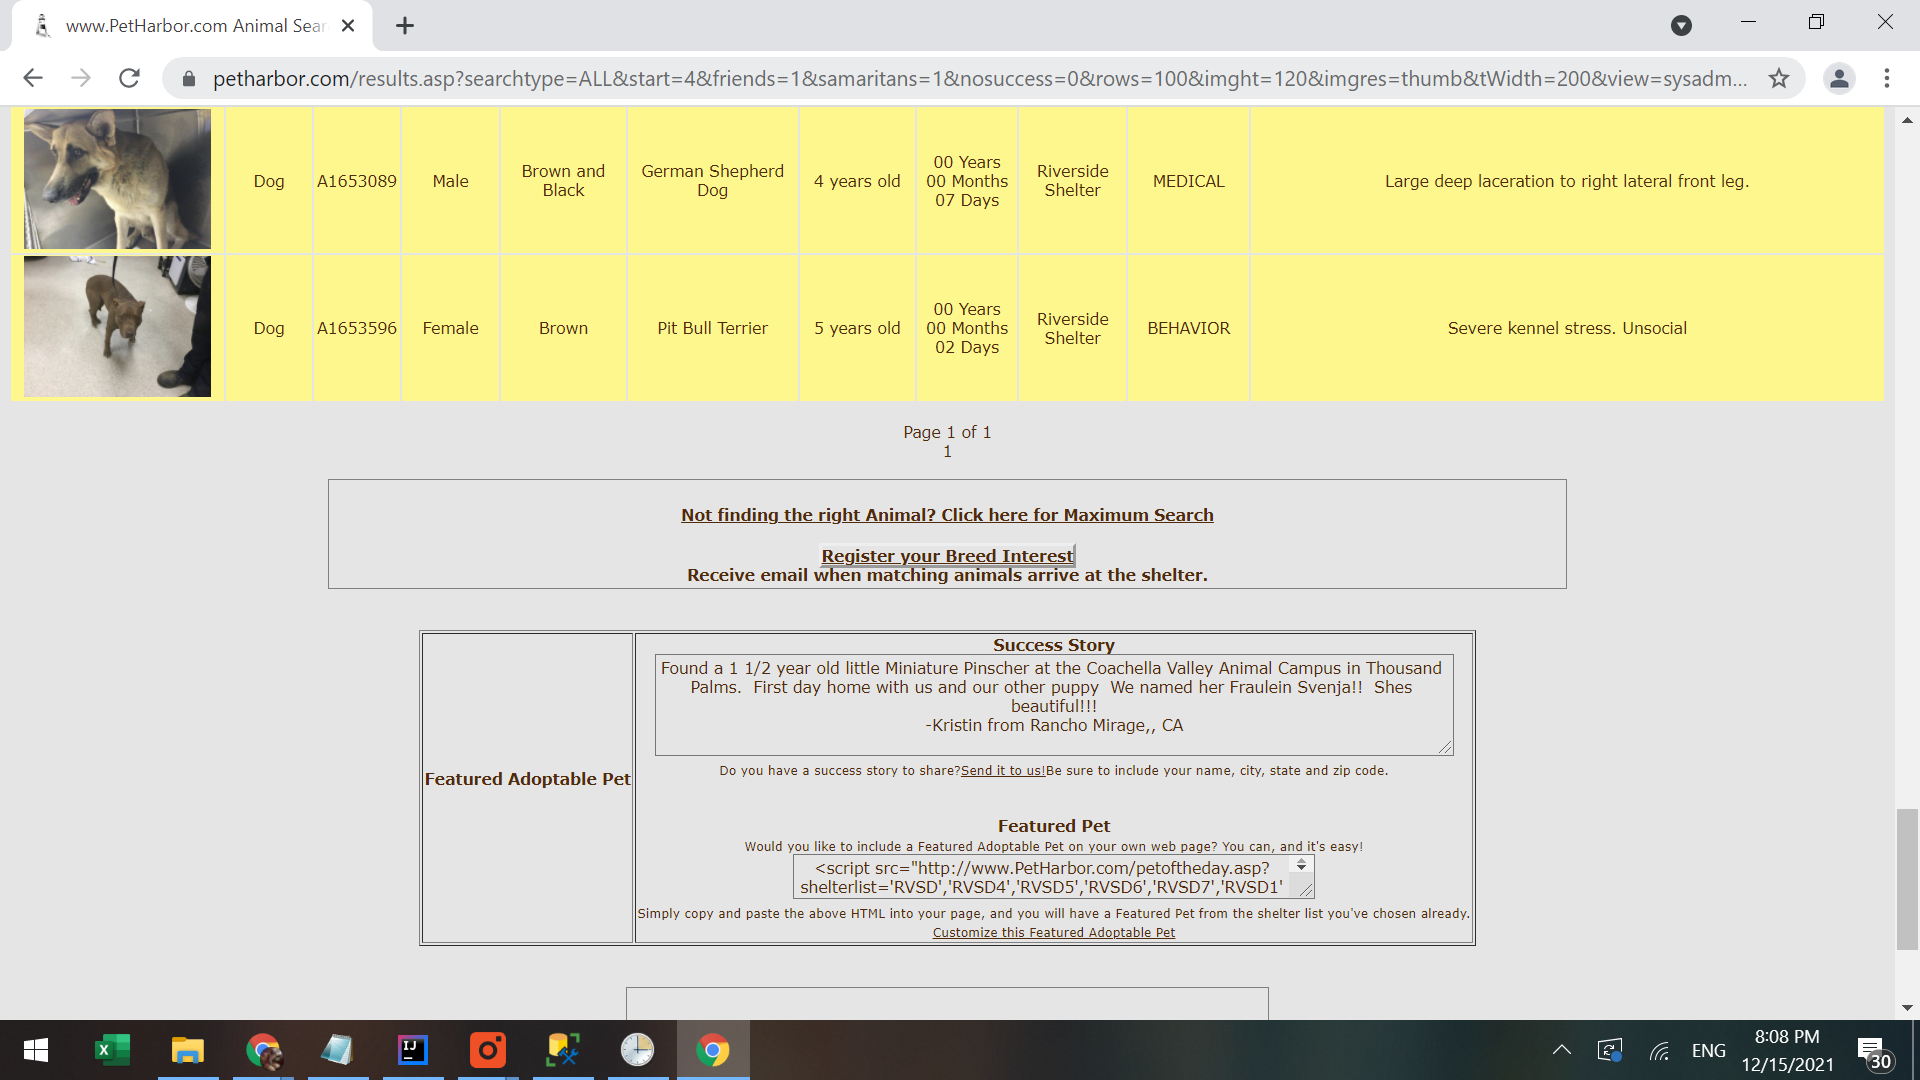 www.PetHarbor.com Animal Sear
petharbor.com/results.asp?searchtype=ALL&start=4&friends=1&samaritans=1&nosuccess=0&rows=100&imght=120&imgres=thumb&tWidth=200&view=sysadm...
Dog A1653089 Male Brown and Black German Shepherd Dog 4 years old 00 Years 00 Months 07 Days Riverside Shelter MEDICAL Large deep laceration to right lateral front leg.
Dog A1653596 Female Brown Pit Bull Terrier 5 years old 00 Years 00 Months 02 Days Riverside Shelter BEHAVIOR Severe kennel stress. Unsocial
Page 1 of 1
1
Not finding the right Animal? Click here for Maximum Search
Register your Breed Interest
Receive email when matching animals arrive at the shelter.
Featured Adoptable Pet
Success Story
Found a 1 1/2 year old little Miniature Pinscher at the Coachella Valley Animal Campus in Thousand
Palms.  First day home with us and our other puppy  We named her Fraulein Svenja!!  Shes
beautiful!!!
-Kristin from Rancho Mirage,, CA
Do you have a success story to share?Send it to us!Be sure to include your name, city, state and zip code.
Featured Pet
Would you like to include a Featured Adoptable Pet on your own web page? You can, and it's easy!
<script src="http://www.PetHarbor.com/petoftheday.asp?
shelterlist='RVSD','RVSD4','RVSD5','RVSD6','RVSD7','RVSD1'
Simply copy and paste the above HTML into your page, and you will have a Featured Pet from the shelter list you've chosen already.
Customize this Featured Adoptable Pet
X
IJ
ENG
8:08 PM
12/15/2021
30